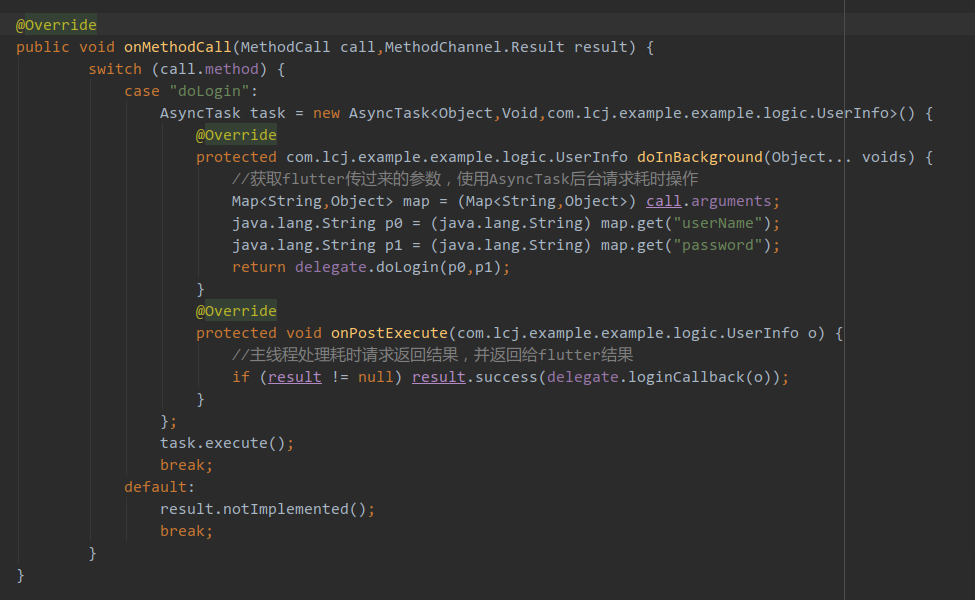 @Override
public void onMethodCall(MethodCall call,MethodChannel.Result result) {
switch (call.method) {
case "doLogin":
AsyncTask task = new AsyncTask<Object,Void,com.lcj.example.example.logic.UserInfo>() {
@Override
protected com.lcj.example.example.logic.UserInfo doInBackground(Object... voids) {
//获取flutter传过来的参数，使用AsyncTask后台请求耗时操作
Map<String,Object> map = (Map<String,Object>) call.arguments;
java.lang.String p0 = (java.lang.String) map.get("userName");
java.lang.String p1 = (java.lang.String) map.get("password");
return delegate.doLogin(p0,p1);
}
@Override
protected void onPostExecute(com.lcj.example.example.logic.UserInfo o) {
//主线程处理耗时请求返回结果，并返回给flutter结果
if (result != null) result.success(delegate.loginCallback(o));
}
};
task.execute();
break;
default:
result.notImplemented();
break;
}
}